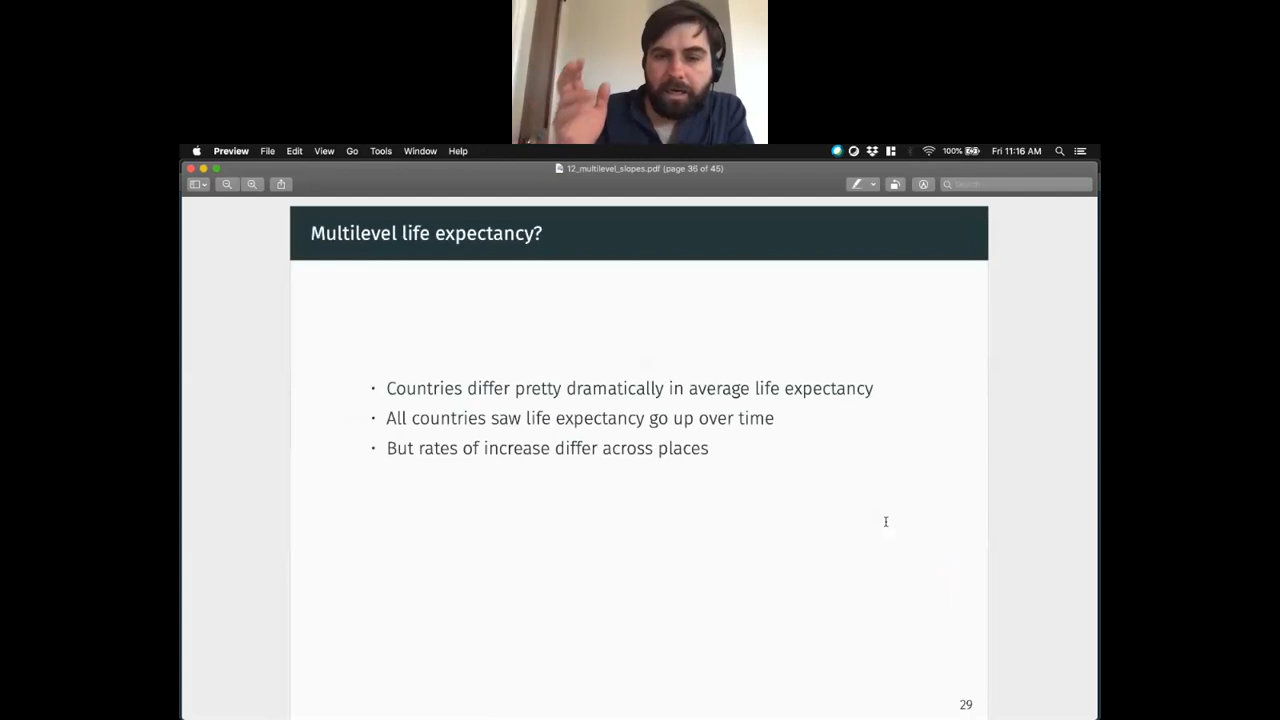 Preview File Edit View Go Tools Window Help 100% Fri 11:16 AM
12_multilevel_slopes.pdf (page 36 of 45)
Search
Multilevel life expectancy?
· Countries differ pretty dramatically in average life expectancy
· All countries saw life expectancy go up over time
· But rates of increase differ across places
29